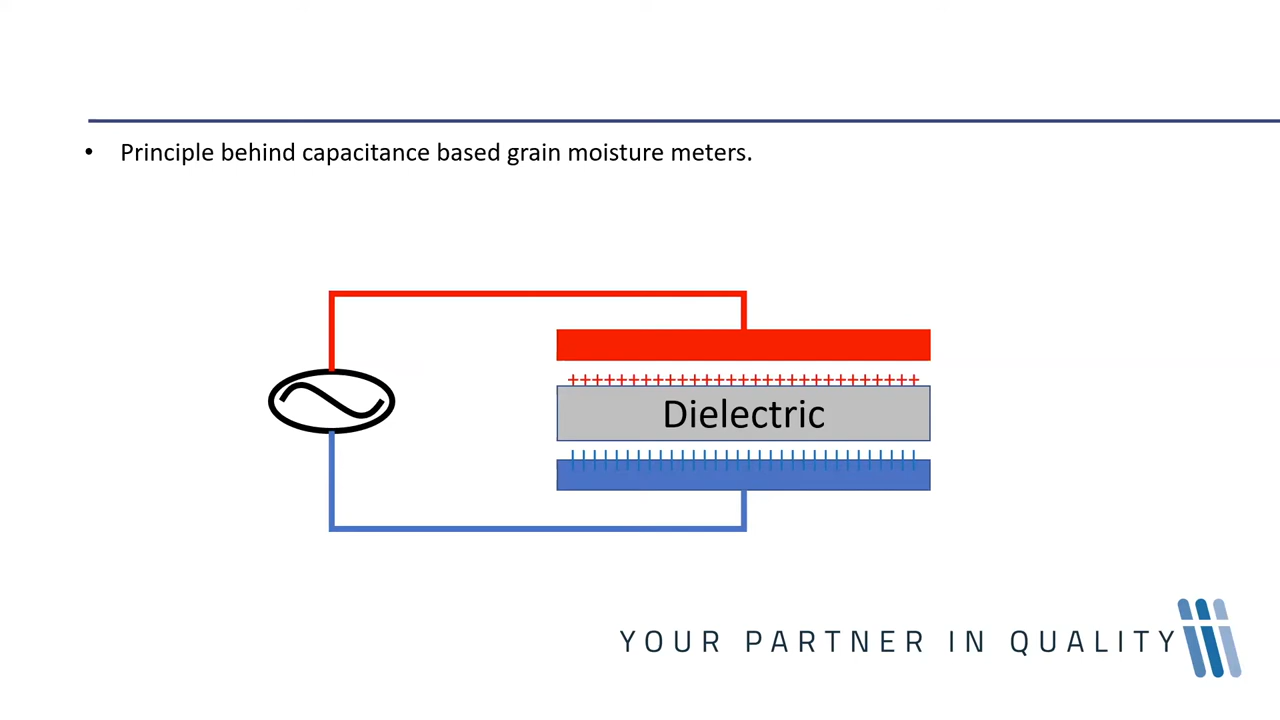 • Principle behind capacitance based grain moisture meters.
+++++++++++++++++++++++++++++
Dielectric
| | | | | | | | | | | | | | | | | | | | | | | | | | | | | | | |
YOUR PARTNER IN QUALITY